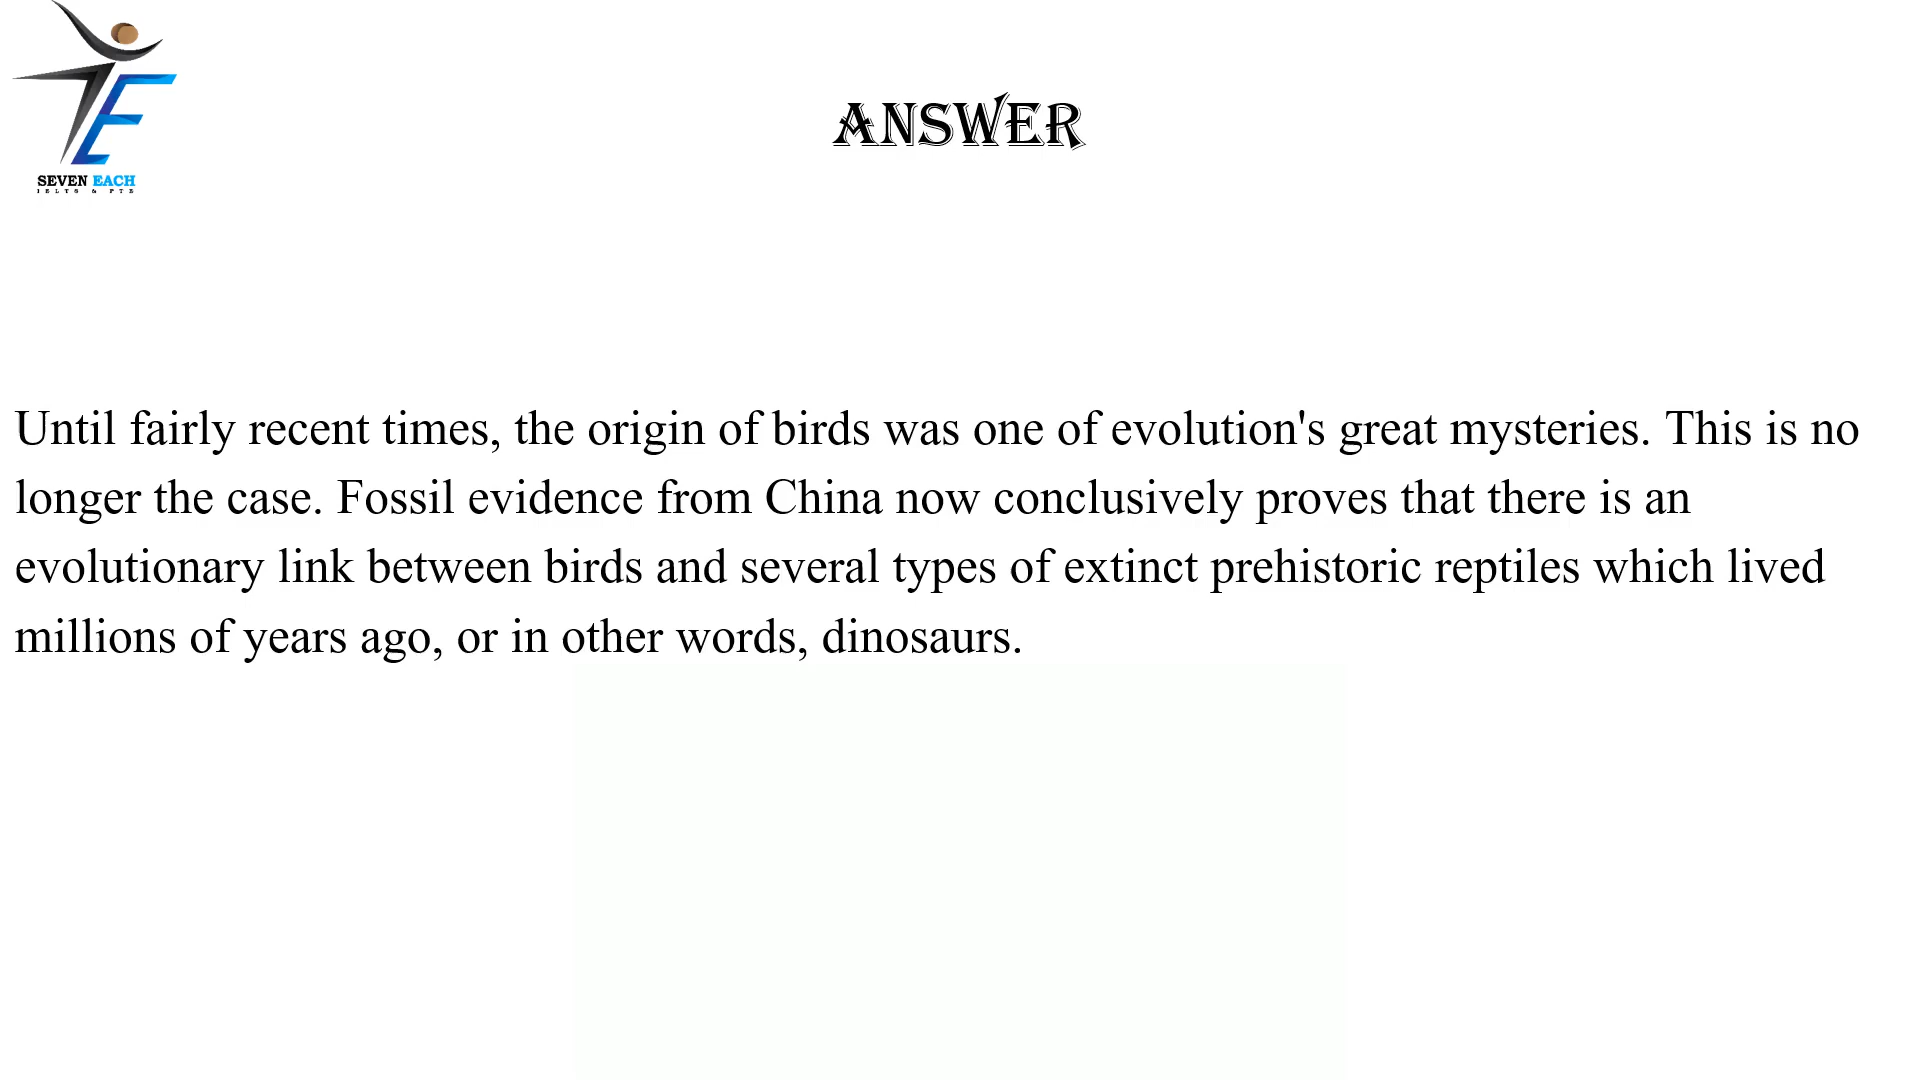 SEVEN EACH
IELTS & PTE
ANSWER
Until fairly recent times, the origin of birds was one of evolution's great mysteries. This is no
longer the case. Fossil evidence from China now conclusively proves that there is an
evolutionary link between birds and several types of extinct prehistoric reptiles which lived
millions of years ago, or in other words, dinosaurs.